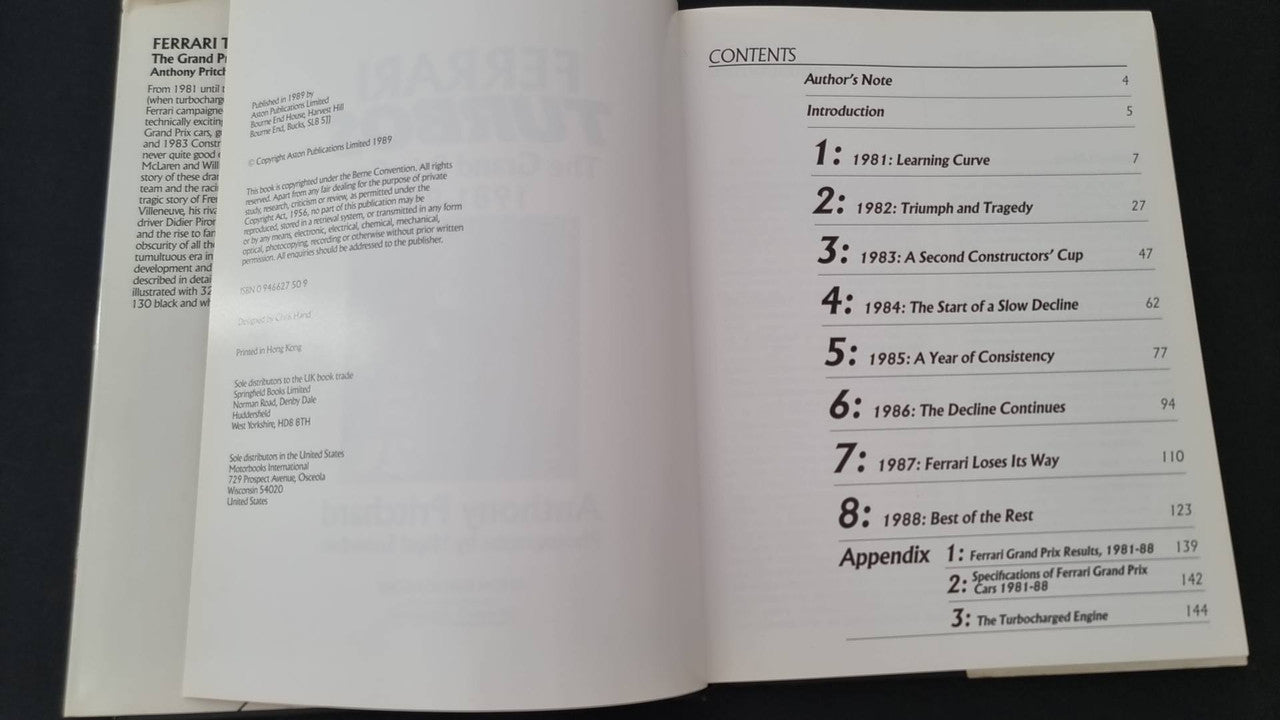 FERRARI T
The Grand P
Anthony Pritch
From 1981 until t
(when turbocharg
Ferrari campaigne
technically exciting
Grand Prix cars, g
and 1983 Constr
never quite good
McLaren and Will
story of these dra
team and the raci
tragic story of
Villeneuve, his riva
driver Didier Piron
and the rise to far
obscurity of all the
tumultuous era in
development and
described in detai
illustrated with 32
130 black and wh
Published in 1989 by
Aston Publications Limited
Bourne End House, Harvest Hill
Bourne End, Bucks, SL8 5JJ
© Copyright Aston Publications Limited 1989
This book is copyrighted under the Berne Convention. All rights
reserved. Apart from any fair dealing for the purpose of private
study, research, criticism or review, as permitted under the
Copyright Act, 1956, no part of this publication may be
reproduced, stored in a retrieval system, or transmitted in any form
or by any means, electronic, electrical, chemical, mechanical,
optical, photocopying, recording or otherwise without prior written
permission. All enquiries should be addressed to the publisher.
ISBN 0 946627 50 9
Designed by Chris Hand
Printed in Hong Kong
Sole distributors to the UK book trade
Springfield Books Limited
Norman Road, Denby Dale
Huddersfield
West Yorkshire, HD8 8TH
Sole distributors in the United States
Motorbooks International
729 Prospect Avenue, Osceola
Wisconsin 54020
United States
CONTENTS
Author's Note 4
Introduction 5
1: 1981: Learning Curve 7
2: 1982: Triumph and Tragedy 27
3: 1983: A Second Constructors' Cup 47
4: 1984: The Start of a Slow Decline 62
5: 1985: A Year of Consistency 77
6: 1986: The Decline Continues 94
7: 1987: Ferrari Loses Its Way 110
8: 1988: Best of the Rest 123
Appendix 1: Ferrari Grand Prix Results, 1981-88 139
2: Specifications of Ferrari Grand Prix
Cars 1981-88 142
3: The Turbocharged Engine 144